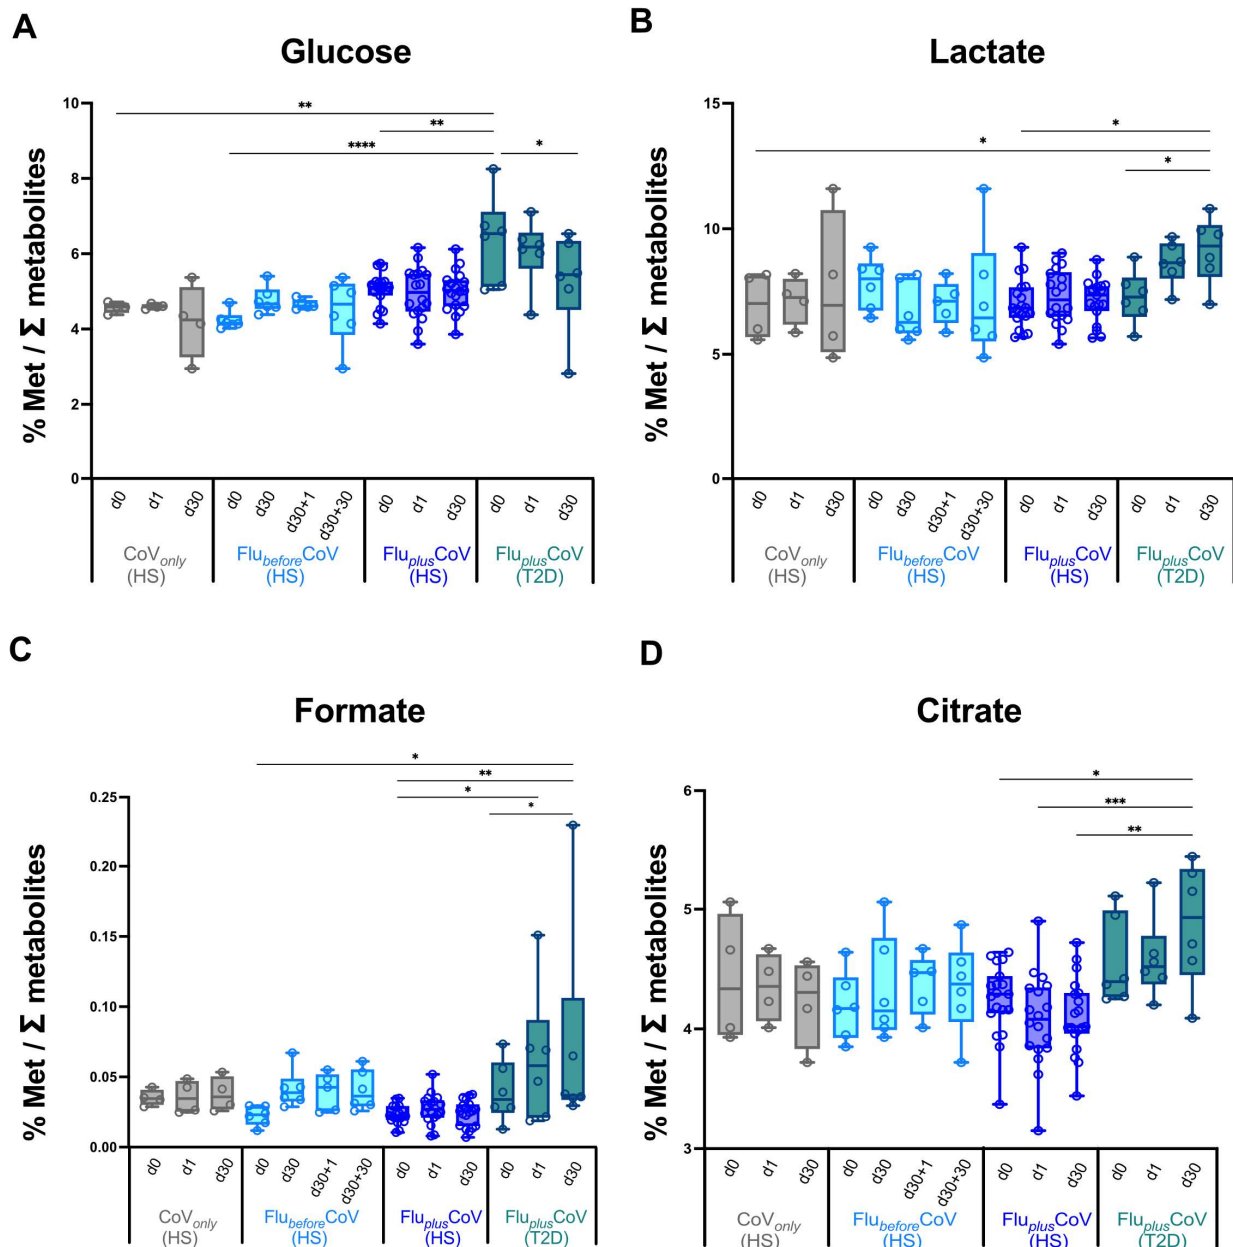 A
Glucose
**
**
****
*
% Met / Σ metabolites
10
8
6
4
2
0
d0 d1 d30 d0 d30 d30+1 d30+30 d0 d1 d30 d0 d1 d30
CoVonly FlubeforeCoV FluplusCoV FluplusCoV
(HS) (HS) (HS) (T2D)
B
Lactate
*
*
*
% Met / Σ metabolites
15
10
5
0
d0 d1 d30 d0 d30 d30+1 d30+30 d0 d1 d30 d0 d1 d30
CoVonly FlubeforeCoV FluplusCoV FluplusCoV
(HS) (HS) (HS) (T2D)
C
Formate
*
**
*
*
% Met / Σ metabolites
0.25
0.20
0.15
0.10
0.05
0.00
d0 d1 d30 d0 d30 d30+1 d30+30 d0 d1 d30 d0 d1 d30
CoVonly FlubeforeCoV FluplusCoV FluplusCoV
(HS) (HS) (HS) (T2D)
D
Citrate
*
***
**
% Met / Σ metabolites
6
5
4
3
d0 d1 d30 d0 d30 d30+1 d30+30 d0 d1 d30 d0 d1 d30
CoVonly FlubeforeCoV FluplusCoV FluplusCoV
(HS) (HS) (HS) (T2D)